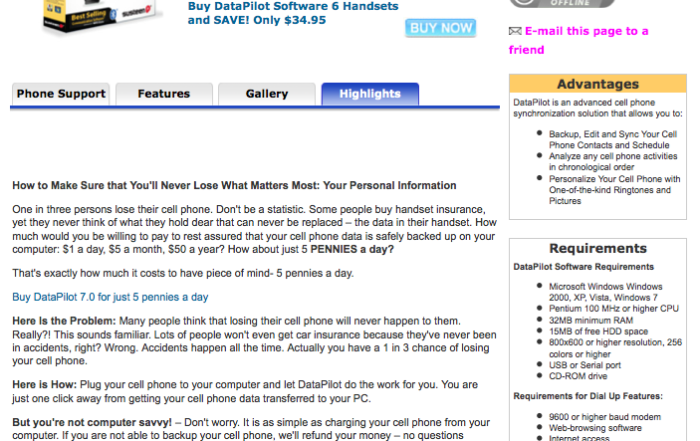 Buy DataPilot Software 6 Handsets
and SAVE! Only $34.95
BUY NOW
Best Selling
susteen
OFFLINE
E-mail this page to a
friend
Phone Support
Features
Gallery
Highlights
How to Make Sure that You'll Never Lose What Matters Most: Your Personal Information
One in three persons lose their cell phone. Don't be a statistic. Some people buy handset insurance,
yet they never think of what they hold dear that can never be replaced – the data in their handset. How
much would you be willing to pay to rest assured that your cell phone data is safely backed up on your
computer: $1 a day, $5 a month, $50 a year? How about just 5 PENNIES a day?
That's exactly how much it costs to have piece of mind- 5 pennies a day.
Buy DataPilot 7.0 for just 5 pennies a day
Here Is the Problem: Many people think that losing their cell phone will never happen to them.
Really?! This sounds familiar. Lots of people won't even get car insurance because they've never been
in accidents, right? Wrong. Accidents happen all the time. Actually you have a 1 in 3 chance of losing
your cell phone.
Here is How: Plug your cell phone to your computer and let DataPilot do the work for you. You are
just one click away from getting your cell phone data transferred to your PC.
But you're not computer savvy! – Don't worry. It is as simple as charging your cell phone from your
computer. If you are not able to backup your cell phone, we'll refund your money – no questions
Advantages
DataPilot is an advanced cell phone
synchronization solution that allows you to:
Backup, Edit and Sync Your Cell
Phone Contacts and Schedule
Analyze any cell phone activities
in chronological order
Personalize Your Cell Phone with
One-of-the-kind Ringtones and
Pictures
Requirements
DataPilot Software Requirements
Microsoft Windows Windows
2000, XP, Vista, Windows 7
Pentium 100 MHz or higher CPU
32MB minimum RAM
15MB of free HDD space
800x600 or higher resolution, 256
colors or higher
USB or Serial port
CD-ROM drive
Requirements for Dial Up Features:
9600 or higher baud modem
Web-browsing software
Internet access